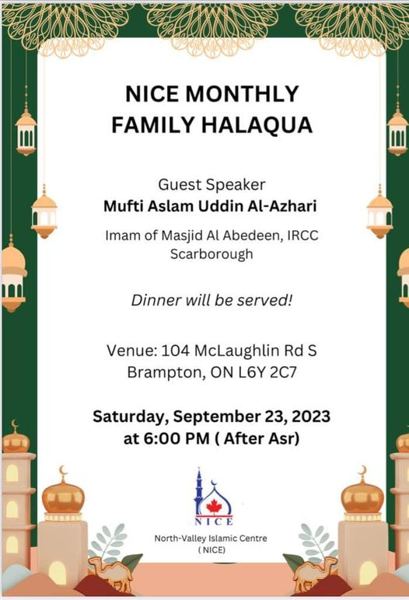 NICE MONTHLY
FAMILY HALAQUA
Guest Speaker
Mufti Aslam Uddin Al-Azhari
Imam of Masjid Al Abedeen, IRCC
Scarborough
Dinner will be served!
Venue: 104 McLaughlin Rd S
Brampton, ON L6Y 2C7
Saturday, September 23, 2023
at 6:00 PM ( After Asr)
NICE
North-Valley Islamic Centre
( NICE)